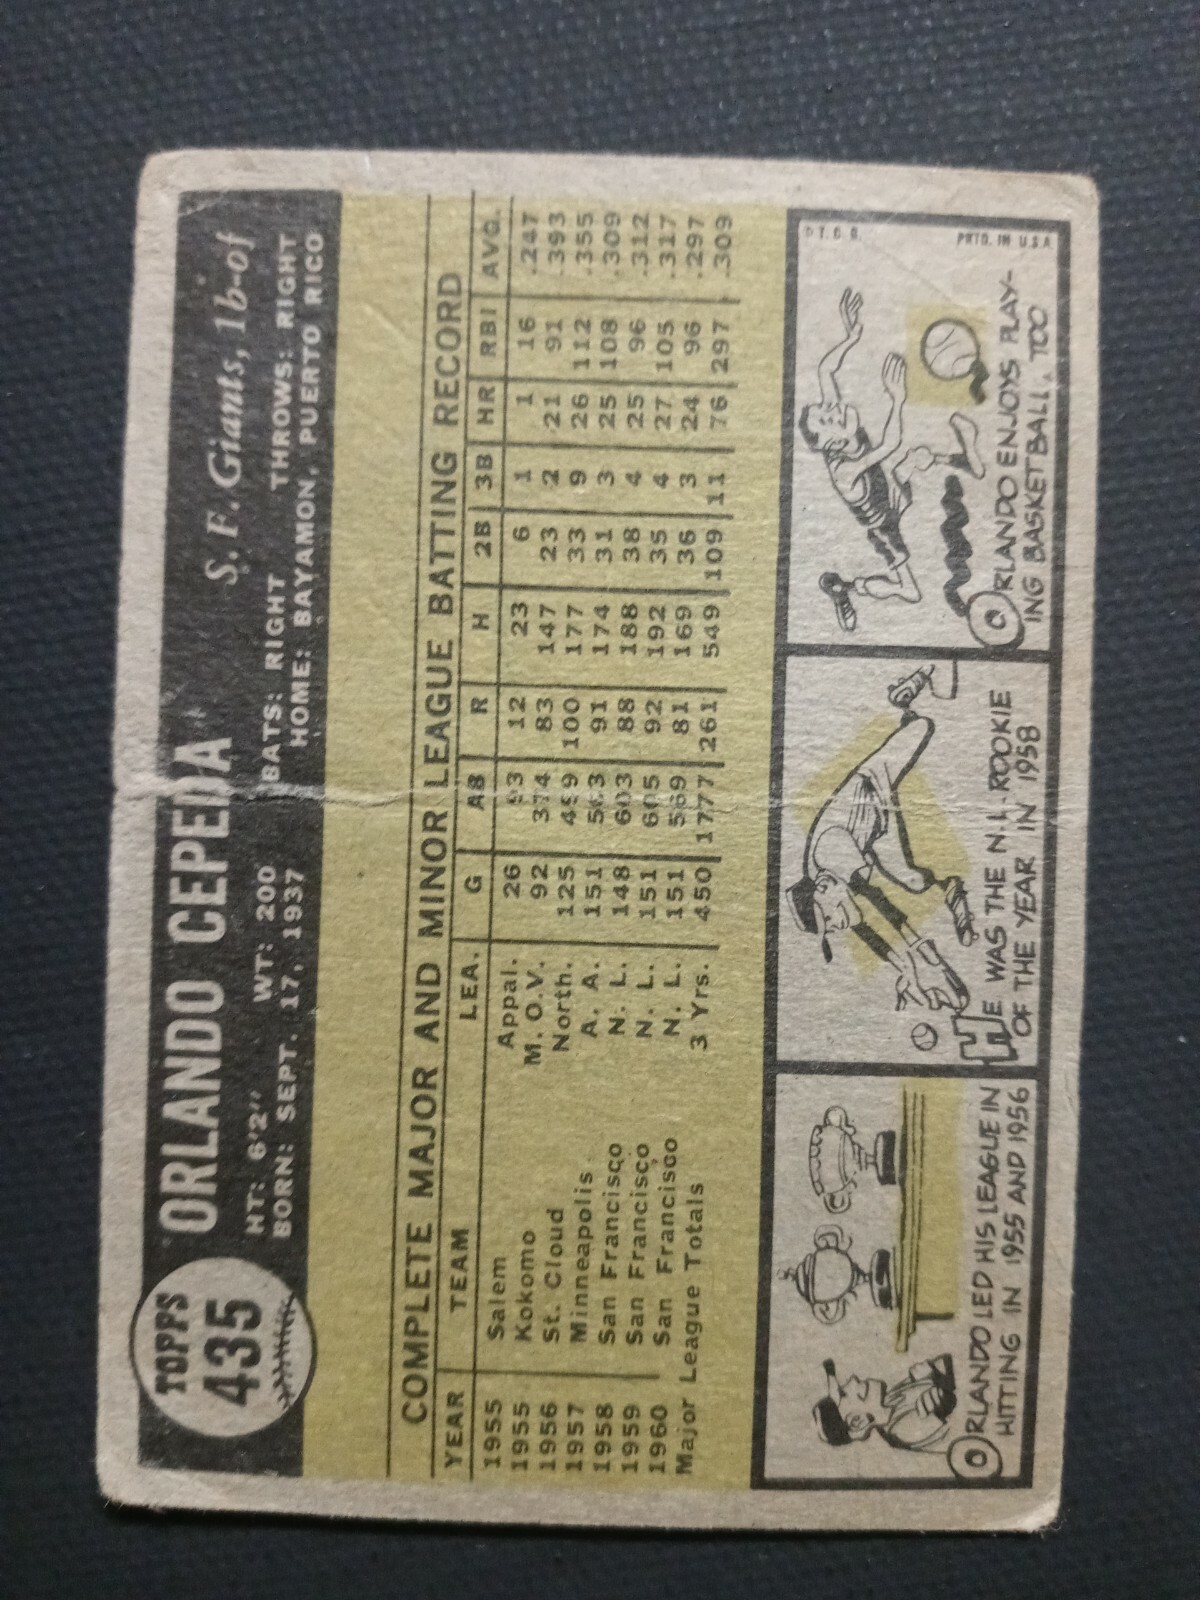 TOPPS
435
ORLANDO CEPEDA
S. F. Giants, 1b-of
HT: 6'2" WT: 200 BATS: RIGHT THROWS: RIGHT
BORN: SEPT. 17, 1937 HOME: BAYAMON, PUERTO RICO
COMPLETE MAJOR AND MINOR LEAGUE BATTING RECORD
YEAR TEAM LEA. G AB R H 2B 3B HR RBI AVG.
1955 Salem Appal. 26 93 12 23 6 1 1 16 .247
1955 Kokomo M. O.V. 92 374 83 147 23 2 21 91 .393
1956 St. Cloud North. 125 499 100 177 33 9 26 112 .355
1957 Minneapolis A. A. 151 563 91 174 31 3 25 108 .309
1958 San Francisco N. L. 148 603 88 188 38 4 25 96 .312
1959 San Francisco N. L. 151 605 92 192 35 4 27 105 .317
1960 San Francisco N. L. 151 569 81 169 36 3 24 96 .297
Major League Totals 3 Yrs. 450 1777 261 549 109 11 76 297 .309
ORLANDO LED HIS LEAGUE IN
HITTING IN 1955 AND 1956
HE WAS THE N.L. ROOKIE
OF THE YEAR IN 1958
© T. C. G. PRTD. IN U.S.A
ORLANDO ENJOYS PLAY-
ING BASKETBALL, TOO